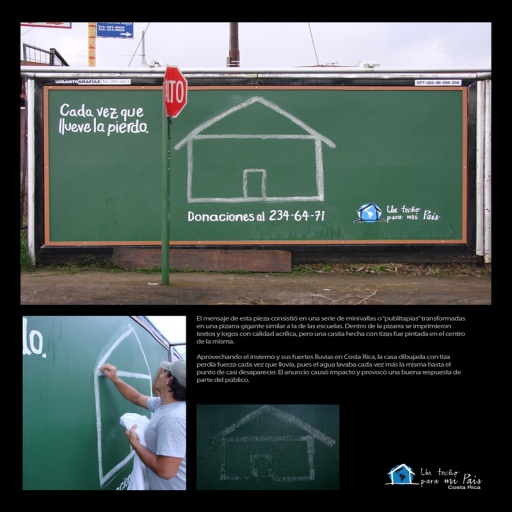 GIGANTOGRAFIAS
Cada vez que
llueve la pierdo.
ATO
Donaciones al 234-64-71
Un techo
para mi País
lo.
El mensaje de esta pieza consistió en una serie de minivallas o "publitapias" transformadas
en una pizarra gigante similar a la de las escuelas. Dentro de la pizarra se imprimieron
textos y logos con calidad acrílica, pero una casita hecha con tizas fue pintada en el centro
de la misma.
Aprovechando el invierno y sus fuertes lluvias en Costa Rica, la casa dibujada con tiza
perdía fuerza cada vez que llovía, pues el agua lavaba cada vez más la misma hasta el
punto de casi desaparecer. El anuncio causó impacto y provocó una buena respuesta de
parte del público.
Un techo
para mi País
Costa Rica